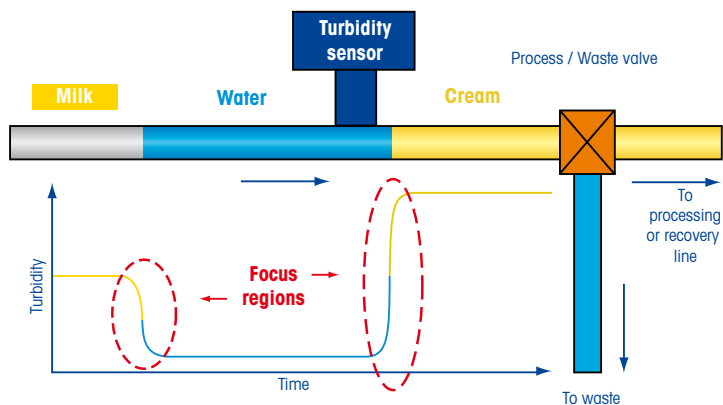 Turbidity
sensor
Process / Waste valve
Milk
Water
Cream
To
processing
or recovery
line
Turbidity
Focus
regions
Time
To waste